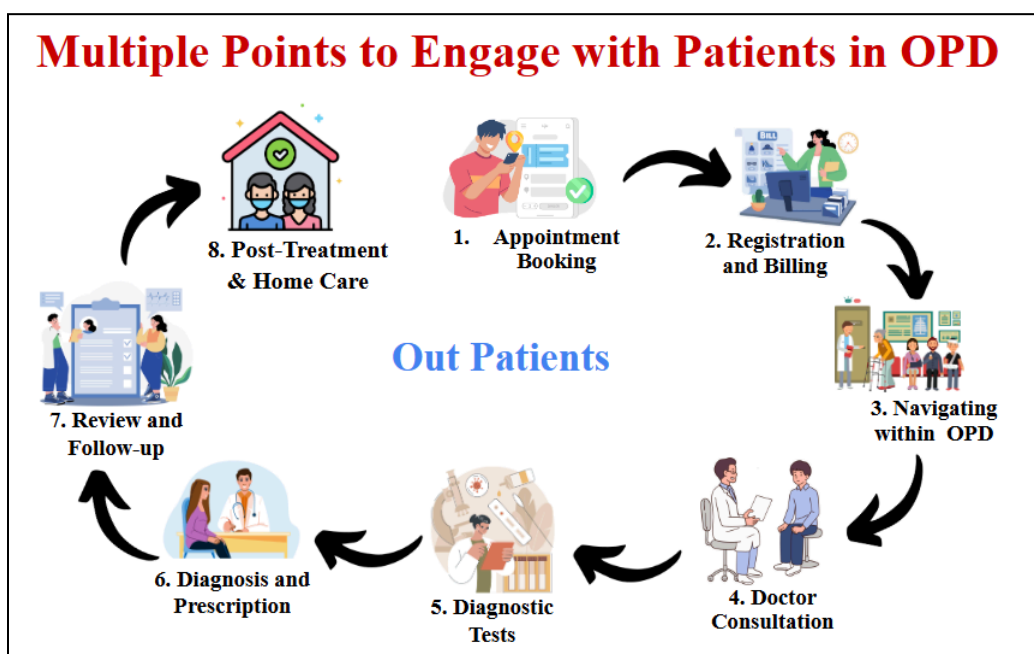 Multiple Points to Engage with Patients in OPD
1. Appointment
Booking
BILL
2. Registration
and Billing
3. Navigating
within OPD
4. Doctor
Consultation
5. Diagnostic
Tests
6. Diagnosis and
Prescription
7. Review and
Follow-up
8. Post-Treatment
& Home Care
Out Patients